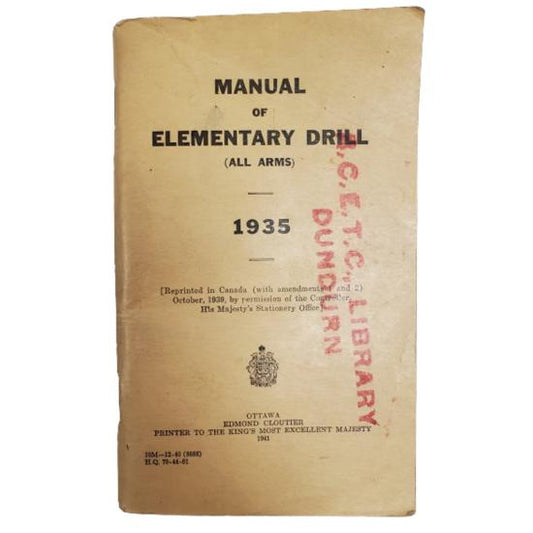 MANUAL
OF
ELEMENTARY DRILL
(ALL ARMS)
1935
[Reprinted in Canada (with amendments 1 and 2)
October, 1939, by permission of the Controller,
His Majesty's Stationery Office]
OTTAWA
EDMOND CLOUTIER
PRINTER TO THE KING'S MOST EXCELLENT MAJESTY
1941
H.Q. 70-44-61
C.E.T.C., LIBRARY
DUNDURN